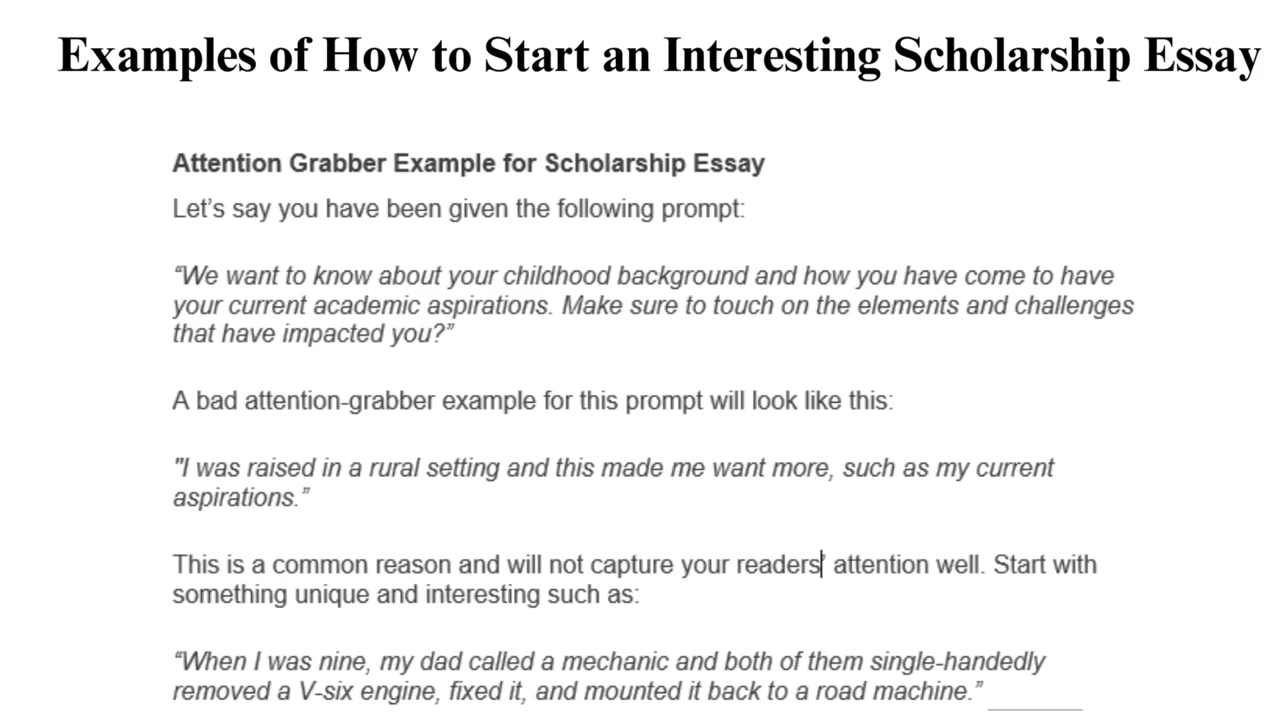 Examples of How to Start an Interesting Scholarship Essay
Attention Grabber Example for Scholarship Essay
Let’s say you have been given the following prompt:
“We want to know about your childhood background and how you have come to have
your current academic aspirations. Make sure to touch on the elements and challenges
that have impacted you?”
A bad attention-grabber example for this prompt will look like this:
"I was raised in a rural setting and this made me want more, such as my current
aspirations.”
This is a common reason and will not capture your readers’ attention well. Start with
something unique and interesting such as:
“When I was nine, my dad called a mechanic and both of them single-handedly
removed a V-six engine, fixed it, and mounted it back to a road machine.”